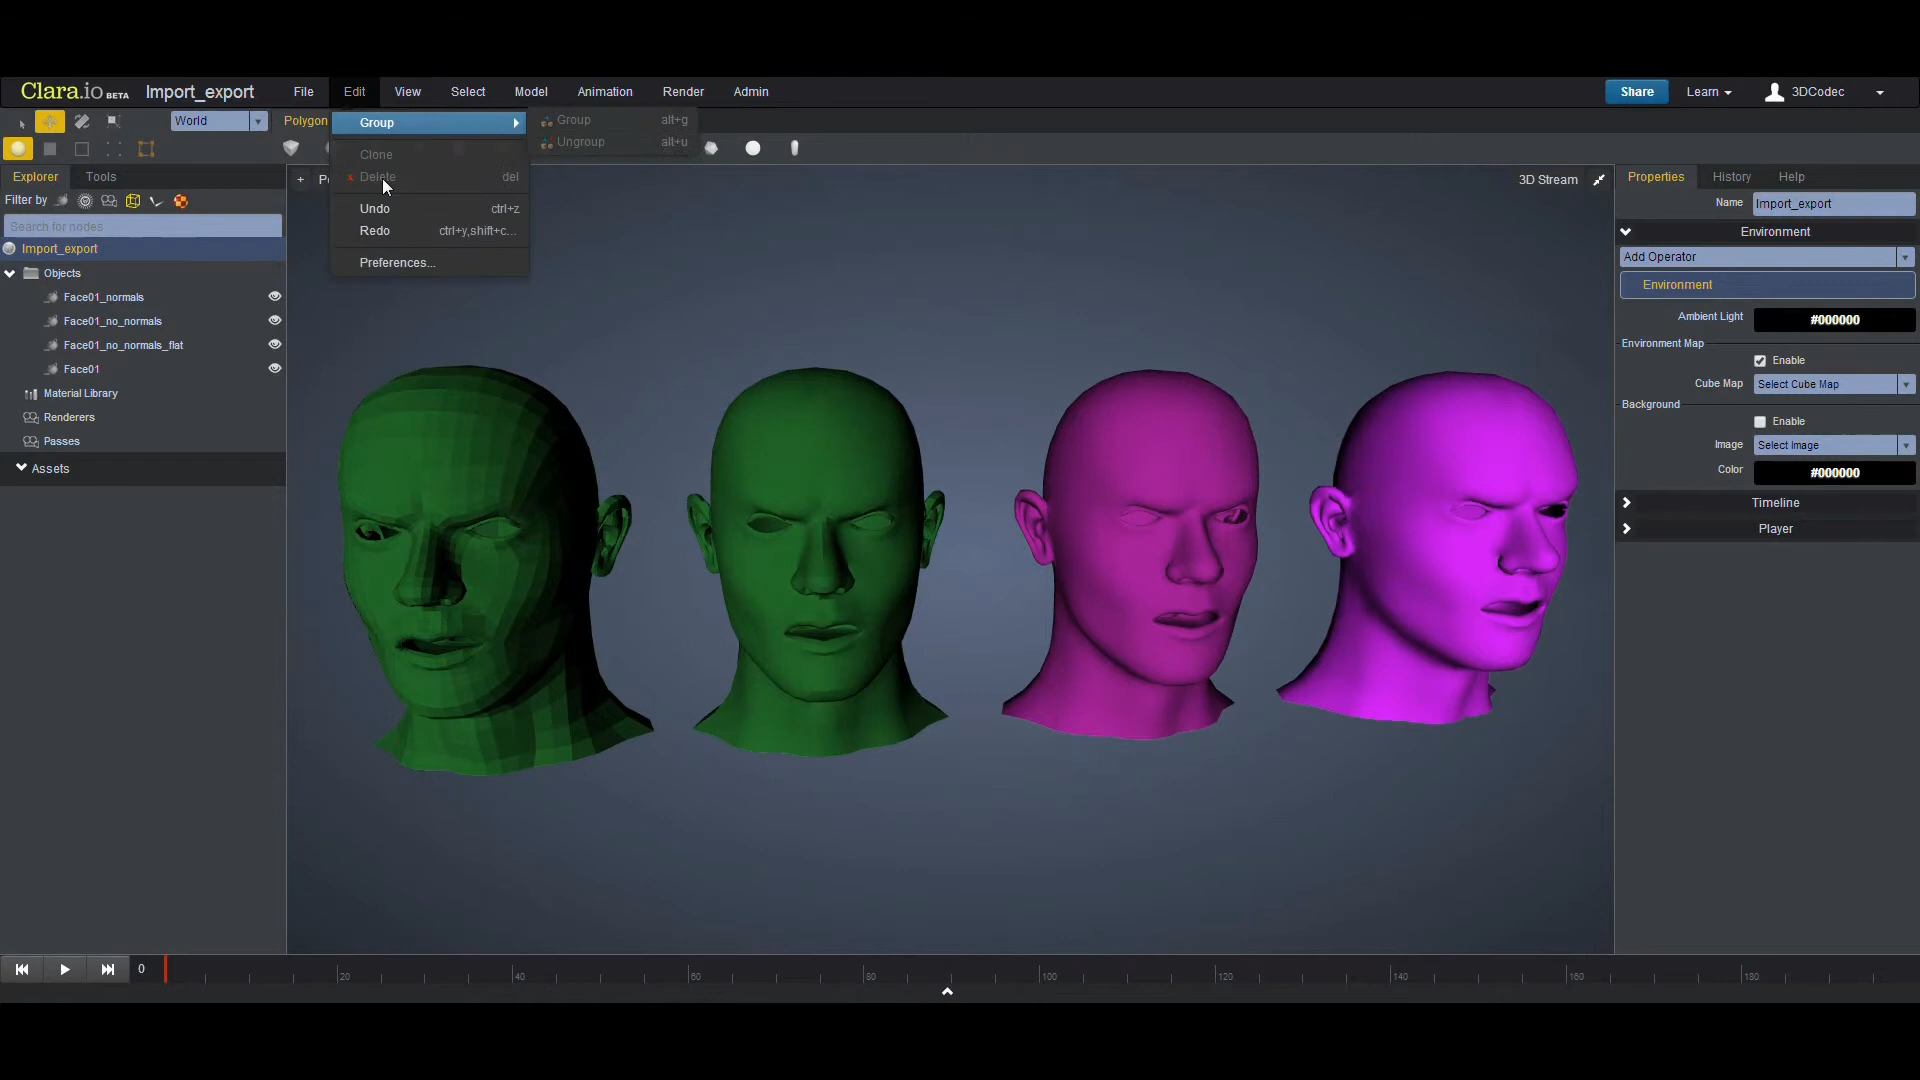 Clara.io BETA Import_export File Edit View Select Model Animation Render Admin Share Learn 3DCodec
World Polygon Group Group alt+g
Clone Ungroup alt+u
Explorer Tools x Delete del 3D Stream Properties History Help
Filter by Undo ctrl+z Name Import_export
Search for nodes Redo ctrl+y,shift+c...
Import_export Preferences... Environment
Objects Add Operator
Face01_normals Environment
Face01_no_normals Ambient Light #000000
Face01_no_normals_flat Environment Map
Face01 Enable
Material Library Cube Map Select Cube Map
Renderers Background
Passes Enable
Assets Image Select Image
Color #000000
Timeline
Player
0 20 40 60 80 100 120 140 160 180